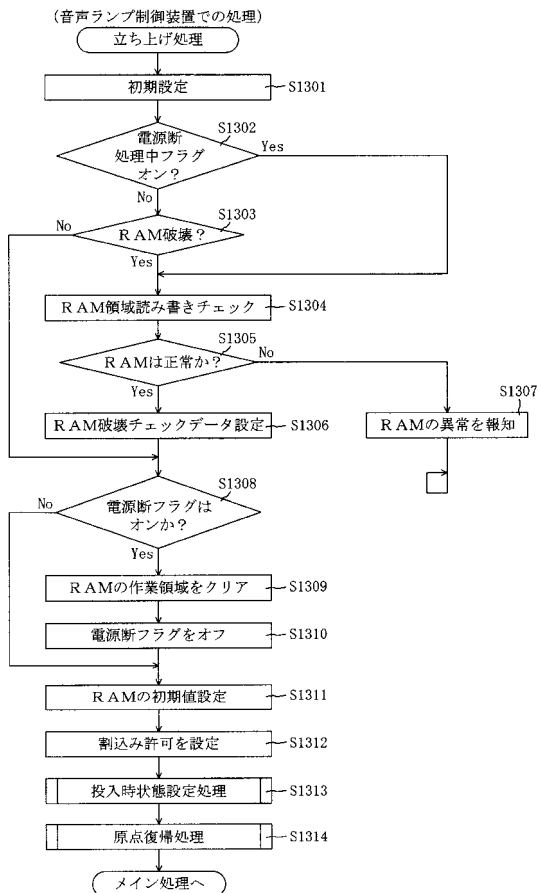 (音声ランプ制御装置での処理)
立ち上げ処理
初期設定
S1301
電源断
処理中フラグ
オン？
S1302
Yes
No
RAM破壊？
S1303
No
Yes
RAM領域読み書きチェック
S1304
RAMは正常か？
S1305
No
Yes
RAM破壊チェックデータ設定
S1306
RAMの異常を報知
S1307
電源断フラグは
オンか？
S1308
No
Yes
RAMの作業領域をクリア
S1309
電源断フラグをオフ
S1310
RAMの初期値設定
S1311
割込み許可を設定
S1312
投入時状態設定処理
S1313
原点復帰処理
S1314
メイン処理へ